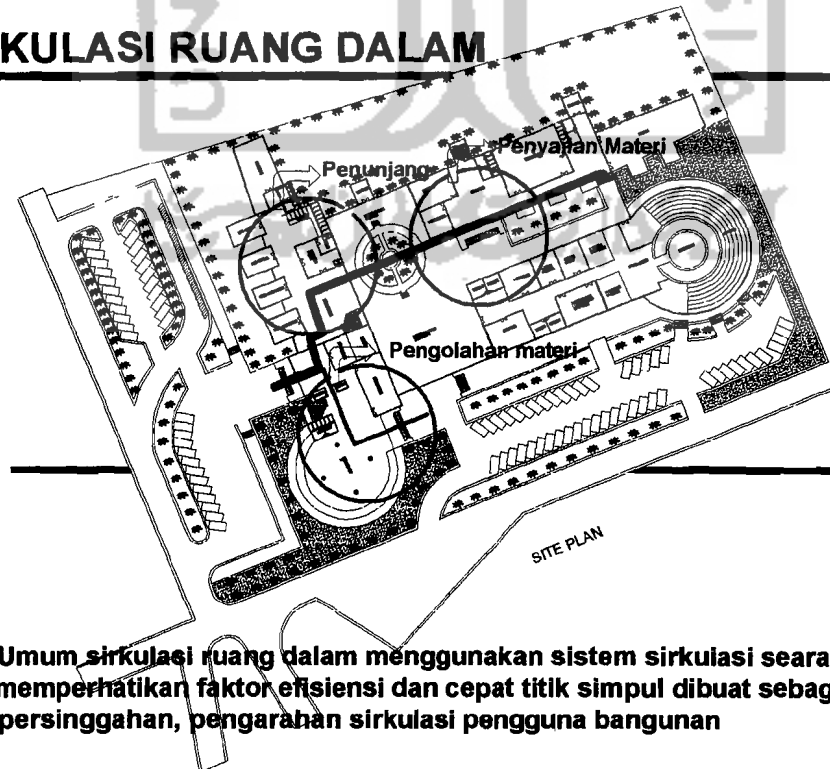 KULASI RUANG DALAM
Penyajian Materi
Penunjang
Pengolahan materi
SITE PLAN
Umum sirkulasi ruang dalam menggunakan sistem sirkulasi seara
memperhatikan faktor efisiensi dan cepat titik simpul dibuat sebag
persinggahan, pengarahan sirkulasi pengguna bangunan